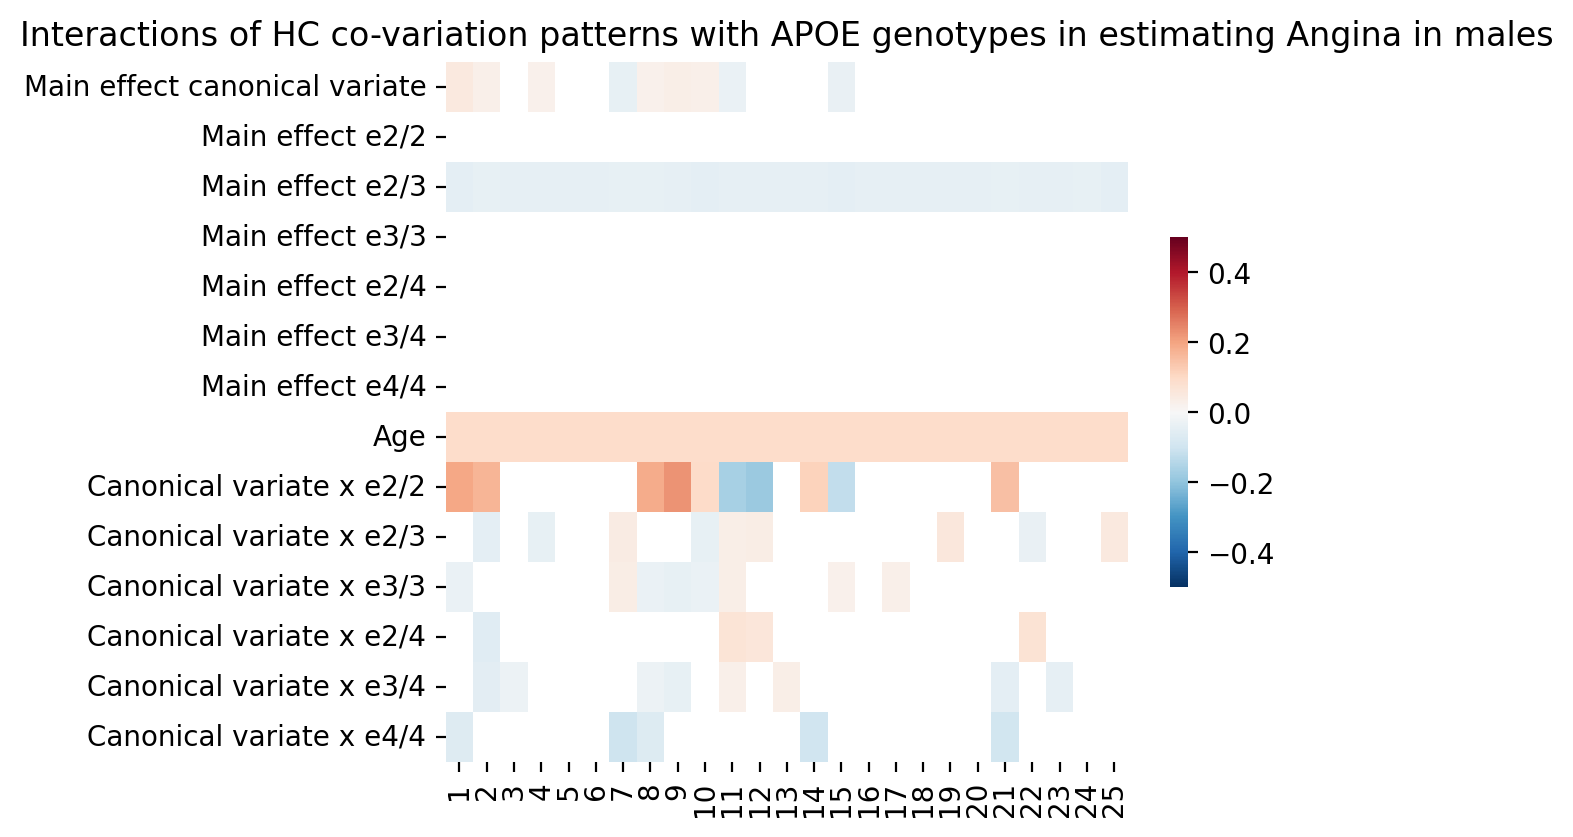 Interactions of HC co-variation patterns with APOE genotypes in estimating Angina in males
Main effect canonical variate
Main effect e2/2
Main effect e2/3
Main effect e3/3
Main effect e2/4
Main effect e3/4
Main effect e4/4
Age
Canonical variate x e2/2
Canonical variate x e2/3
Canonical variate x e3/3
Canonical variate x e2/4
Canonical variate x e3/4
Canonical variate x e4/4
1 2 3 4 5 6 7 8 9 10 11 12 13 14 15 16 17 18 19 20 21 22 23 24 25
0.4
0.2
0.0
−0.2
−0.4